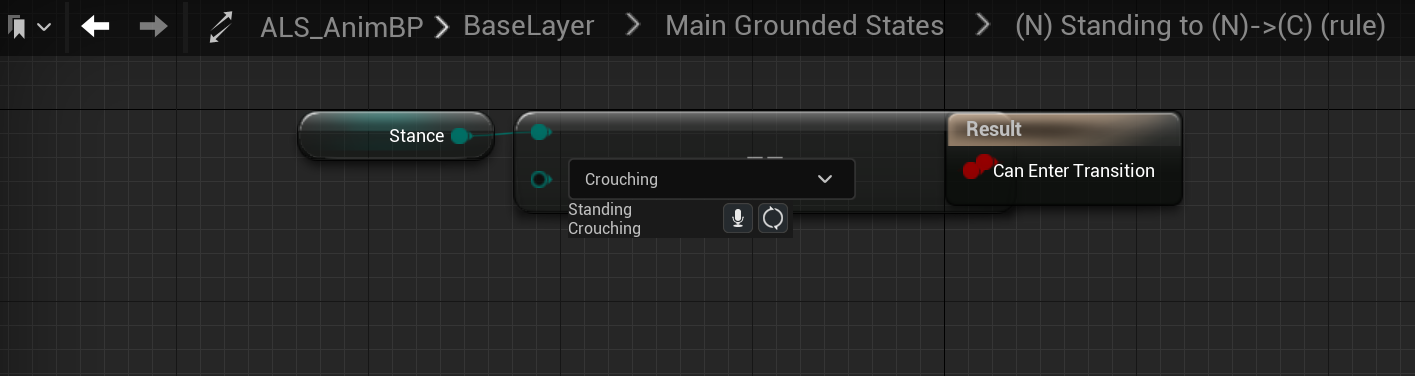 ALS_AnimBP > BaseLayer > Main Grounded States > (N) Standing to (N)->(C) (rule)
Stance
==
Crouching
Standing
Crouching
Result
Can Enter Transition